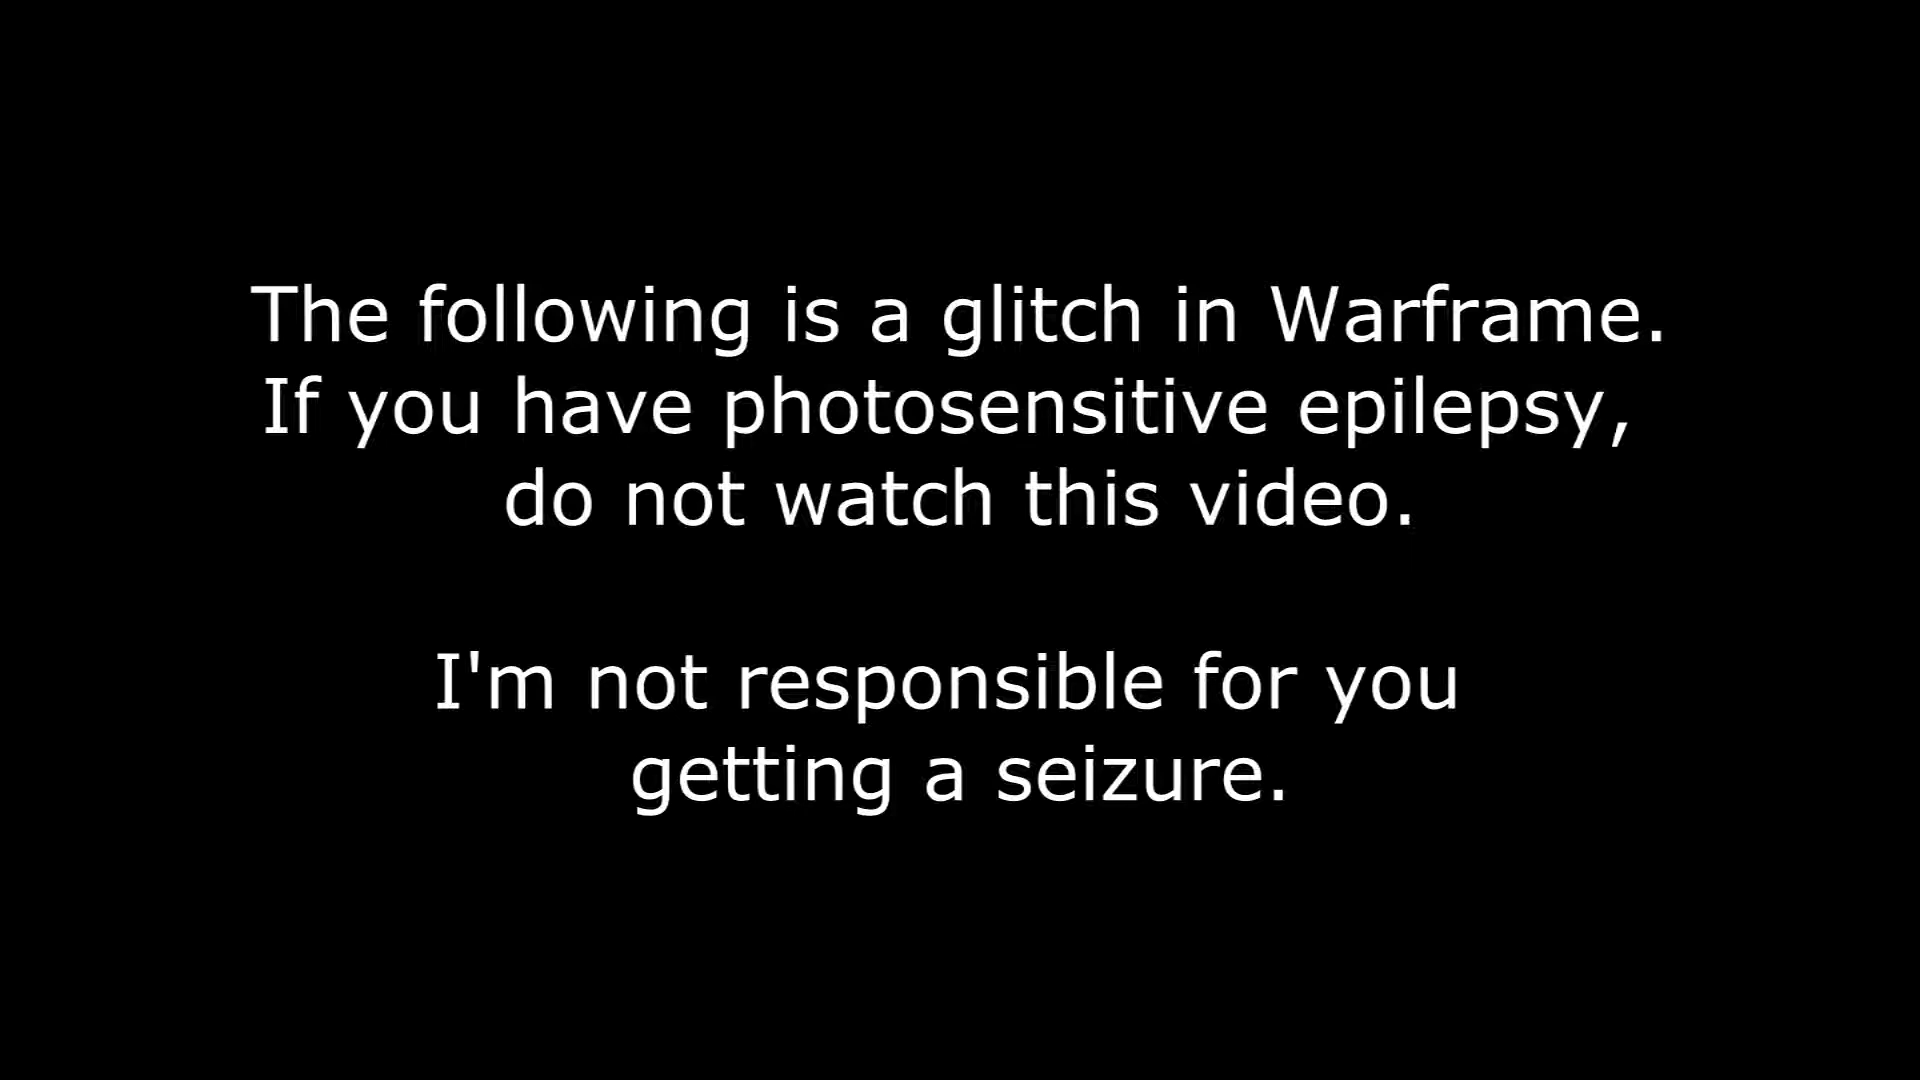 The following is a glitch in Warframe.
If you have photosensitive epilepsy,
do not watch this video.
I'm not responsible for you
getting a seizure.